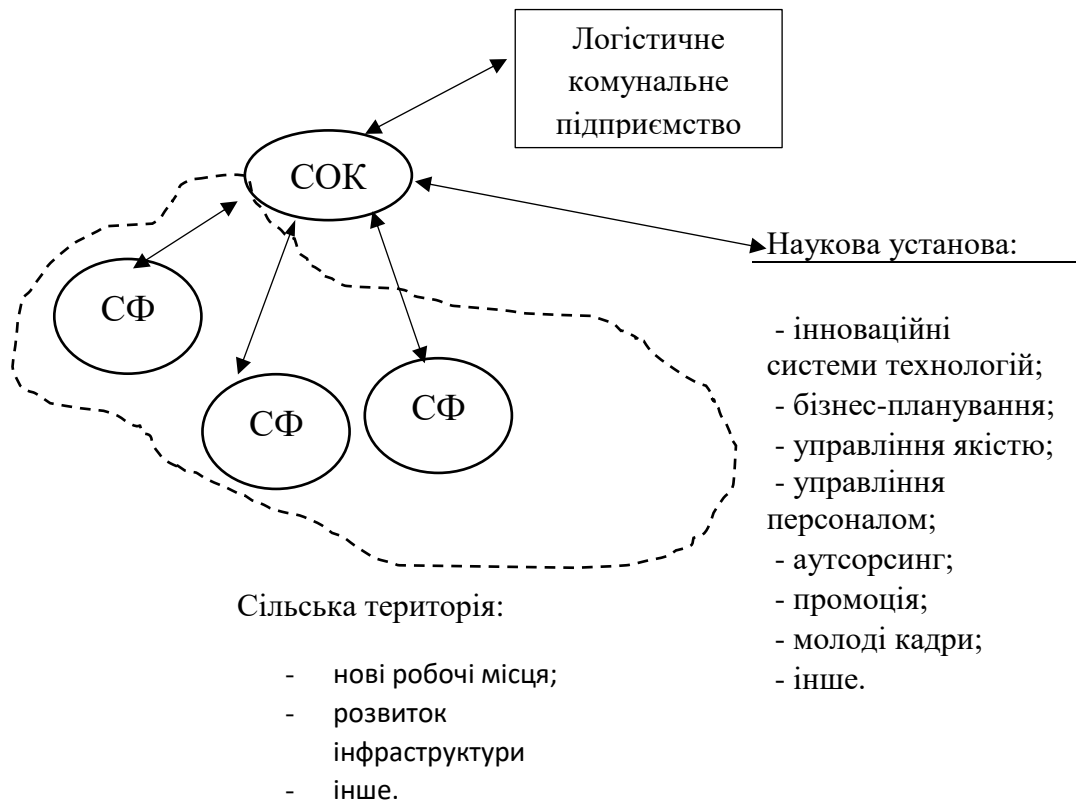 Логістичне
комунальне
підприємство
СОК
СФ
СФ
СФ
Наукова установа:
- інноваційні
системи технологій;
- бізнес-планування;
- управління якістю;
- управління
персоналом;
- аутсорсинг;
- промоція;
- молоді кадри;
- інше.
Сільська територія:
- нові робочі місця;
- розвиток
інфраструктури
- інше.